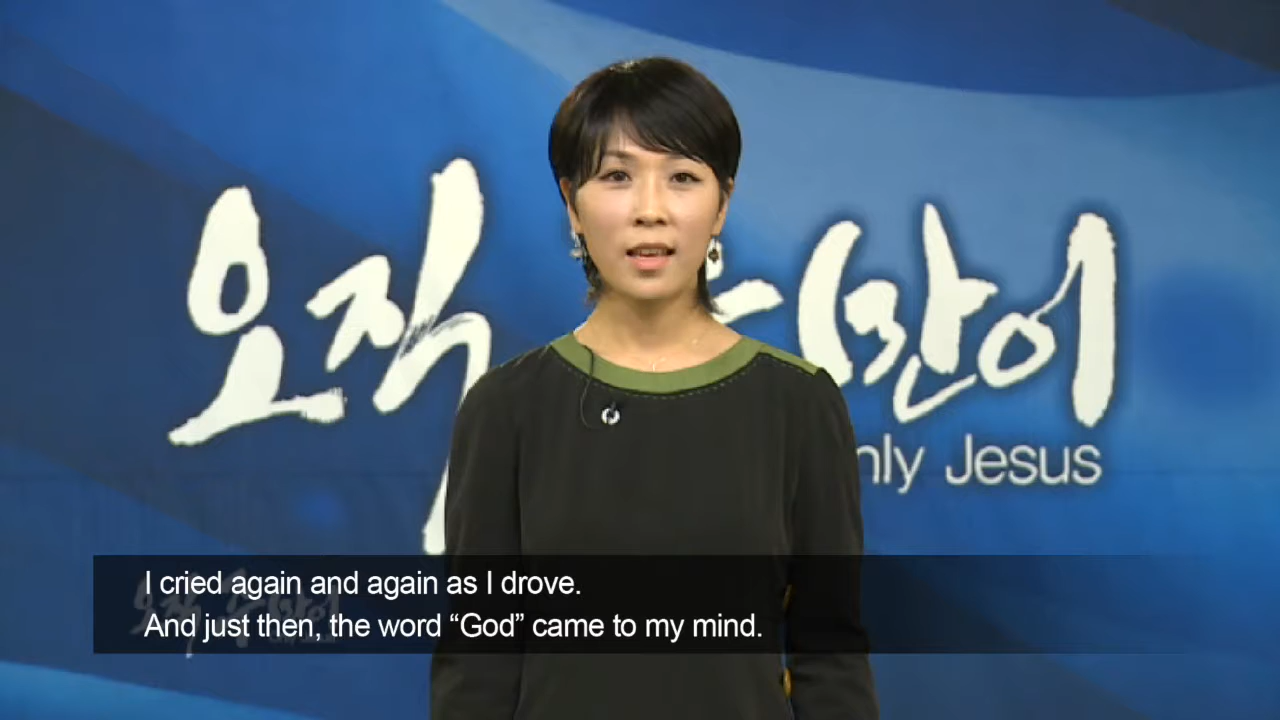 오직
만이
nly Jesus
I cried again and again as I drove.
And just then, the word “God” came to my mind.